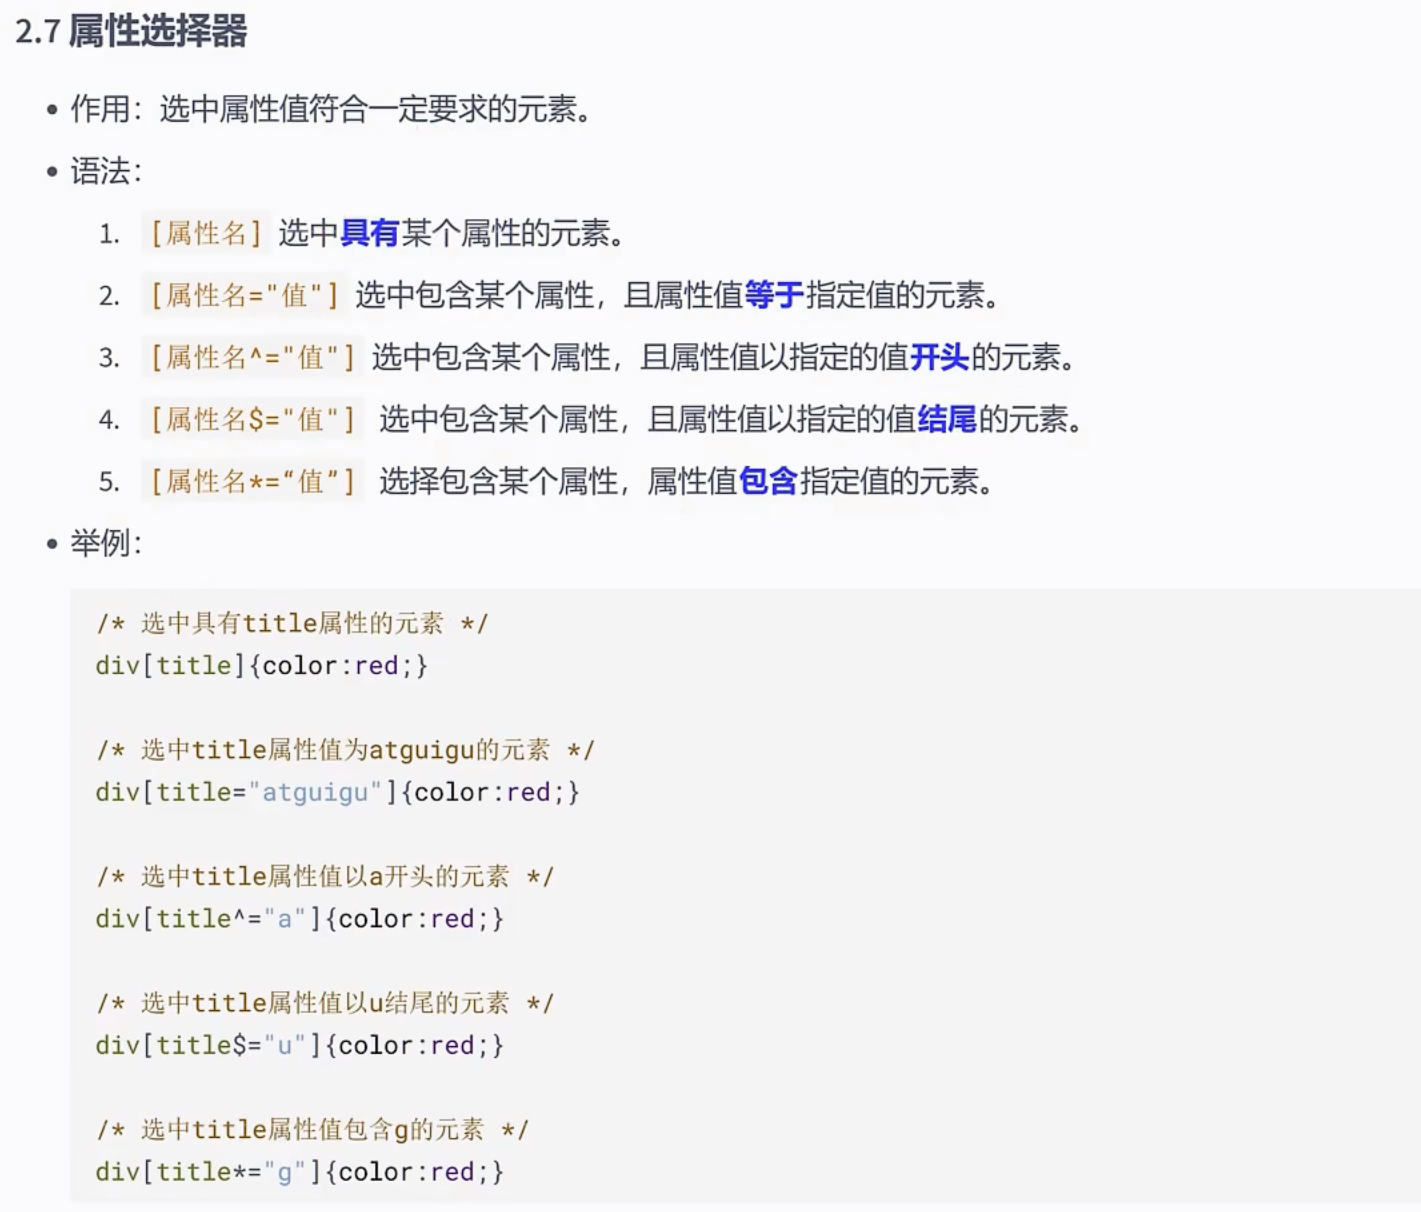 2.7 属性选择器
• 作用：选中属性值符合一定要求的元素。
• 语法：
1. [属性名] 选中具有某个属性的元素。
2. [属性名="值"] 选中包含某个属性，且属性值等于指定值的元素。
3. [属性名^="值"] 选中包含某个属性，且属性值以指定的值开头的元素。
4. [属性名$="值"] 选中包含某个属性，且属性值以指定的值结尾的元素。
5. [属性名*=“值”] 选择包含某个属性，属性值包含指定值的元素。
• 举例：
/* 选中具有title属性的元素 */
div[title]{color:red;}
/* 选中title属性值为atguigu的元素 */
div[title="atguigu"]{color:red;}
/* 选中title属性值以a开头的元素 */
div[title^="a"]{color:red;}
/* 选中title属性值以u结尾的元素 */
div[title$="u"]{color:red;}
/* 选中title属性值包含g的元素 */
div[title*="g"]{color:red;}